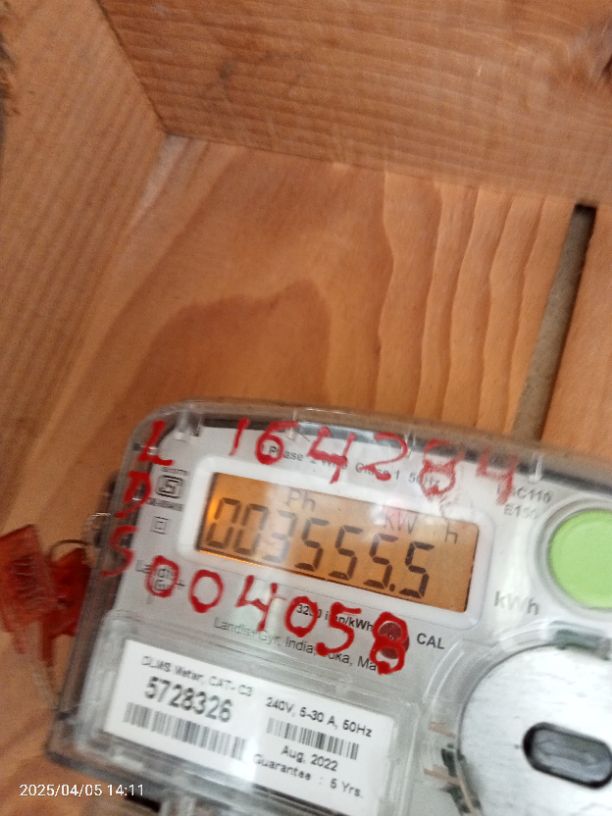 L 164284
D
S 004058
Ph kW h
003555.5
kWh
CAL
DLMS Meter, CAT- C3
5728326
240V, 5-30 A, 50Hz
Aug, 2022
Guarantee : 5 Yrs.
2025/04/05 14:11